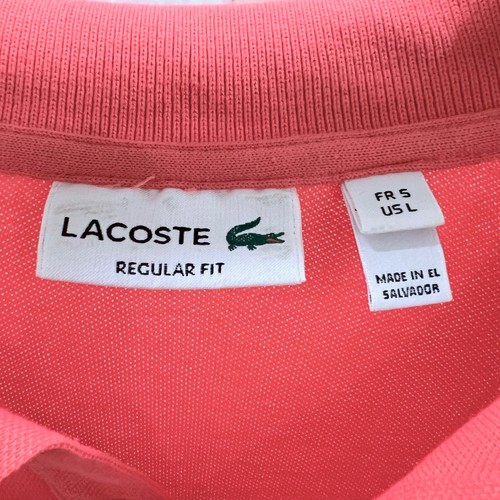 LACOSTE
REGULAR FIT
FR 5
US L
MADE IN EL
SALVADOR